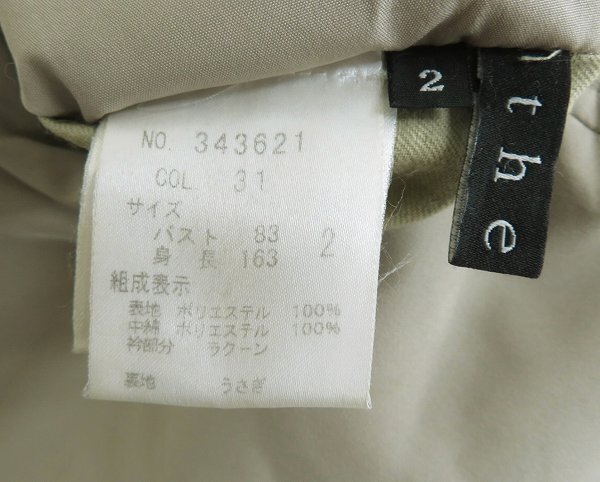 NO. 343621
COL. 31
サイズ
バスト 83
身長 163
2
組成表示
表地 ポリエステル 100%
中綿 ポリエステル 100%
衿部分 ラクーン
裏地 うさぎ
2
the